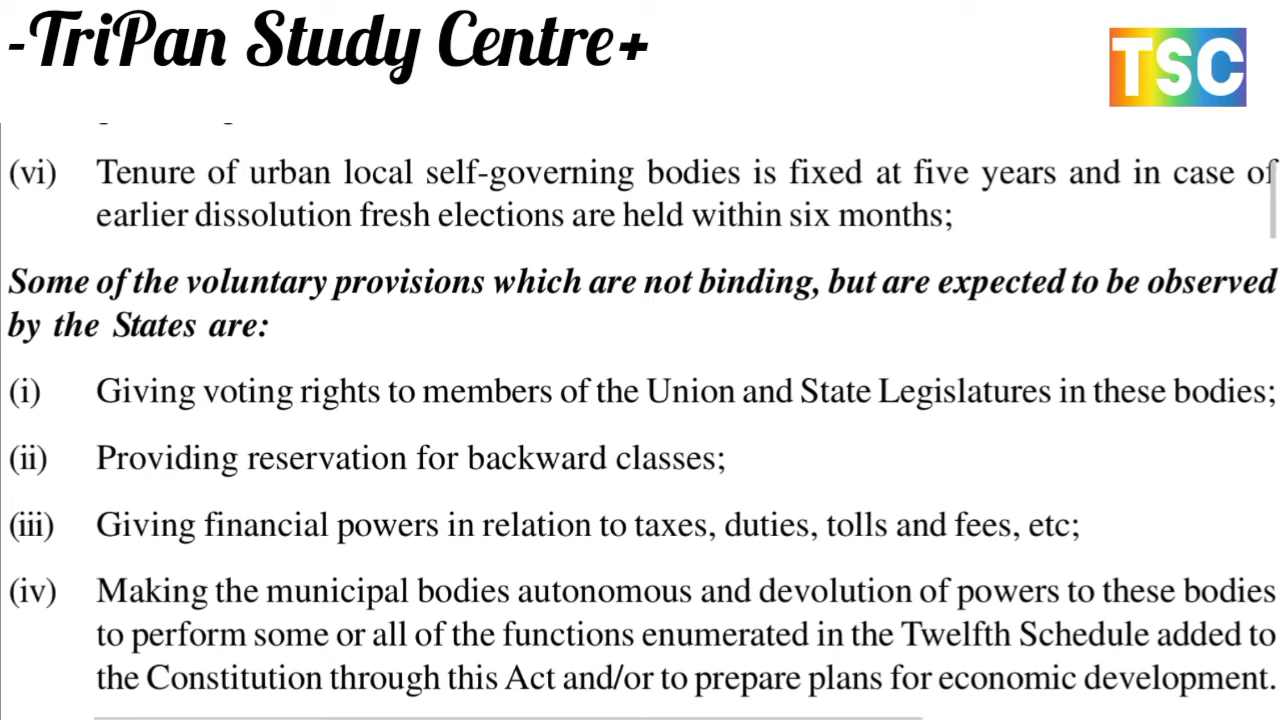 -TriPan Study Centre+
TSC
(vi) Tenure of urban local self-governing bodies is fixed at five years and in case of
earlier dissolution fresh elections are held within six months;
Some of the voluntary provisions which are not binding, but are expected to be observed
by the States are:
(i) Giving voting rights to members of the Union and State Legislatures in these bodies;
(ii) Providing reservation for backward classes;
(iii) Giving financial powers in relation to taxes, duties, tolls and fees, etc;
(iv) Making the municipal bodies autonomous and devolution of powers to these bodies
to perform some or all of the functions enumerated in the Twelfth Schedule added to
the Constitution through this Act and/or to prepare plans for economic development.